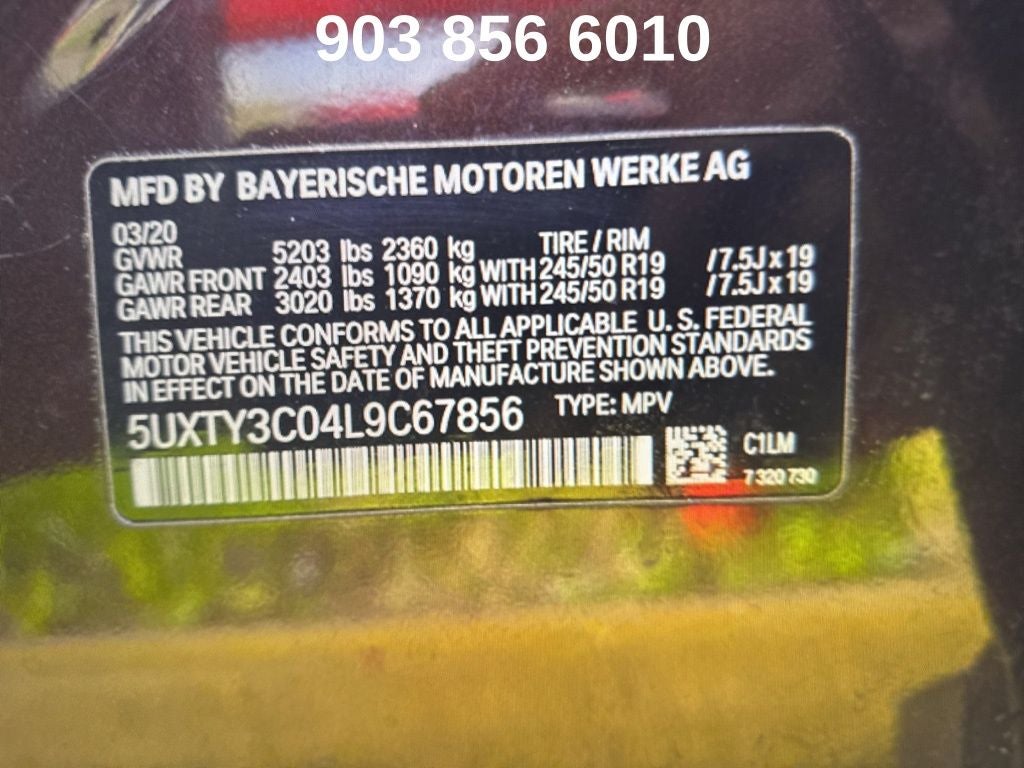 903 856 6010
MFD BY BAYERISCHE MOTOREN WERKE AG
03/20
GVWR 5203 lbs 2360 kg TIRE / RIM
GAWR FRONT 2403 lbs 1090 kg WITH 245/50 R19 /7.5J x 19
GAWR REAR 3020 lbs 1370 kg WITH 245/50 R19 /7.5J x 19
THIS VEHICLE CONFORMS TO ALL APPLICABLE U. S. FEDERAL
MOTOR VEHICLE SAFETY AND THEFT PREVENTION STANDARDS
IN EFFECT ON THE DATE OF MANUFACTURE SHOWN ABOVE.
5UXTY3C04L9C67856 TYPE: MPV
C1LM
7 320 730